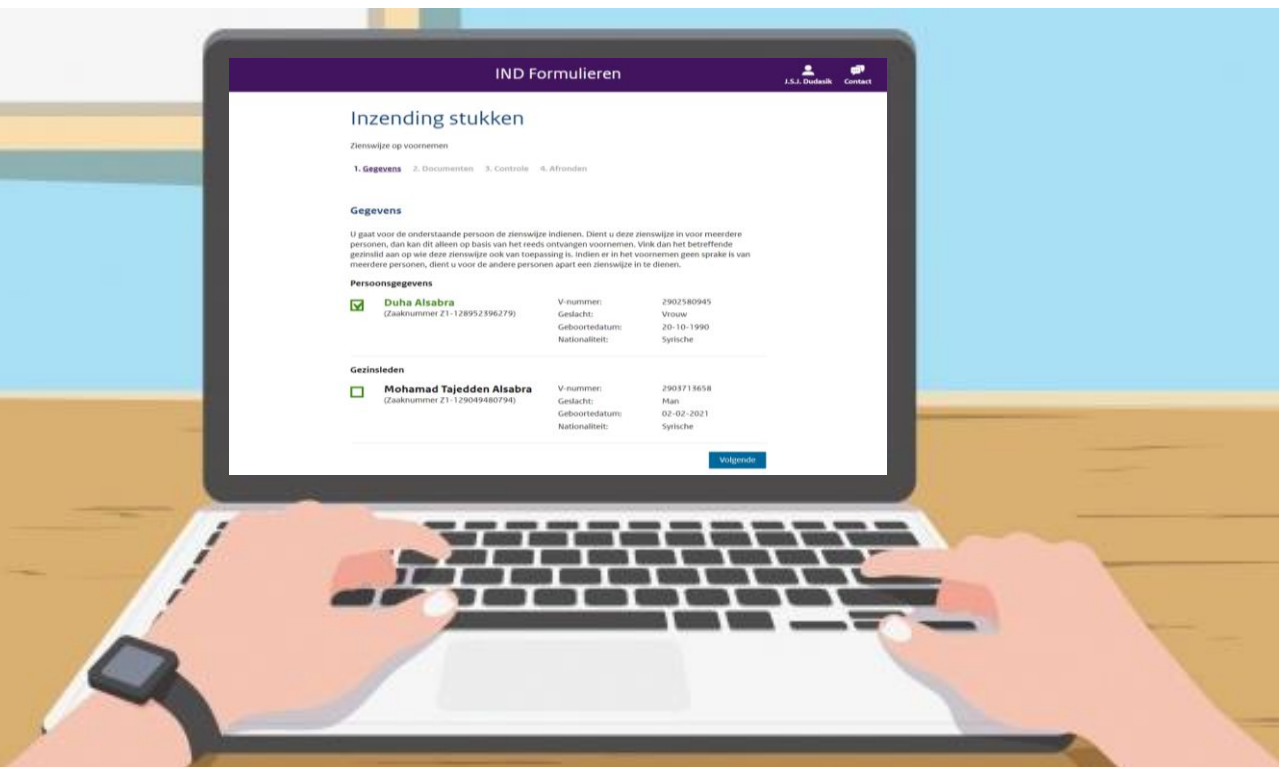 IND Formulieren
J.S.J. Dudasik Contact
Inzending stukken
Zienswijze op voornemen
1. Gegevens 2. Documenten 3. Controle 4. Afronden
Gegevens
U gaat voor de onderstaande persoon de zienswijze indienen. Dient u deze zienswijze in voor meerdere
personen, dan kan dit alleen op basis van het reeds ontvangen voornemen. Vink dan het betreffende
gezinslid aan op wie deze zienswijze ook van toepassing is. Indien er in het voornemen geen sprake is van
meerdere personen, dient u voor de andere personen apart een zienswijze in te dienen.
Persoonsgegevens
Duha Alsabra V-nummer: 2902580945
(Zaaknummer Z1-128952396279) Geslacht: Vrouw
Geboortedatum: 20-10-1990
Nationaliteit: Syrische
Gezinsleden
Mohamad Tajedden Alsabra V-nummer: 2903713658
(Zaaknummer Z1-129049480794) Geslacht: Man
Geboortedatum: 02-02-2021
Nationaliteit: Syrische
Volgende